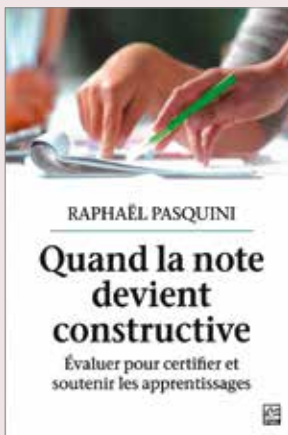 RAPHAËL PASQUINI
Quand la note
devient
constructive
Évaluer pour certifier et
soutenir les apprentissages